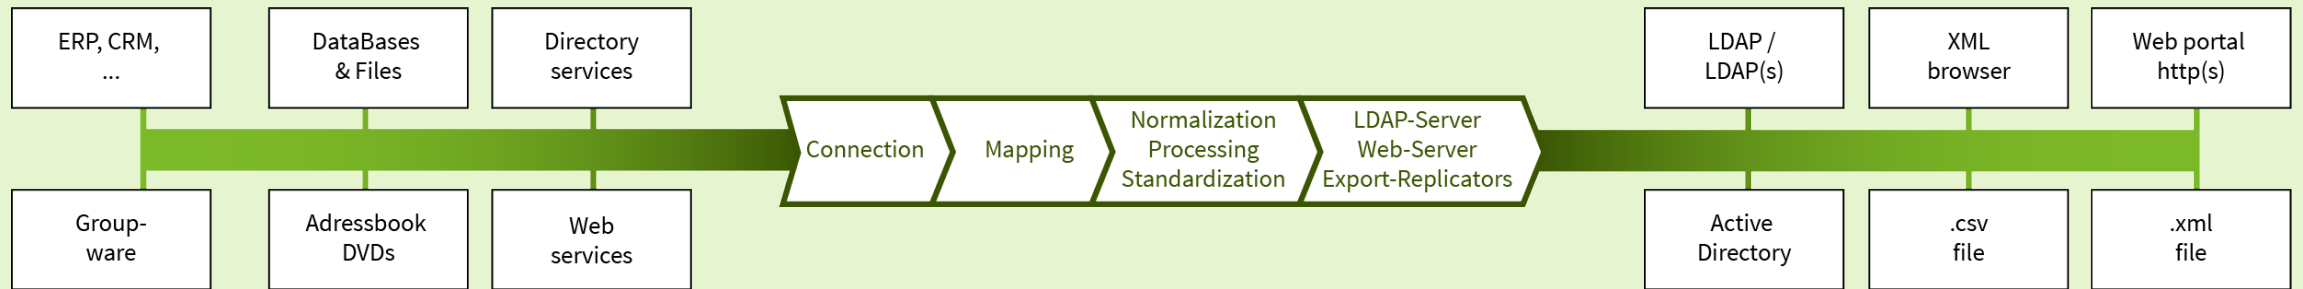 ERP, CRM,
...
DataBases
& Files
Directory
services
LDAP /
LDAP(s)
XML
browser
Web portal
http(s)
Connection
Mapping
Normalization
Processing
Standardization
LDAP-Server
Web-Server
Export-Replicators
Group-
ware
Adressbook
DVDs
Web
services
Active
Directory
.csv
file
.xml
file